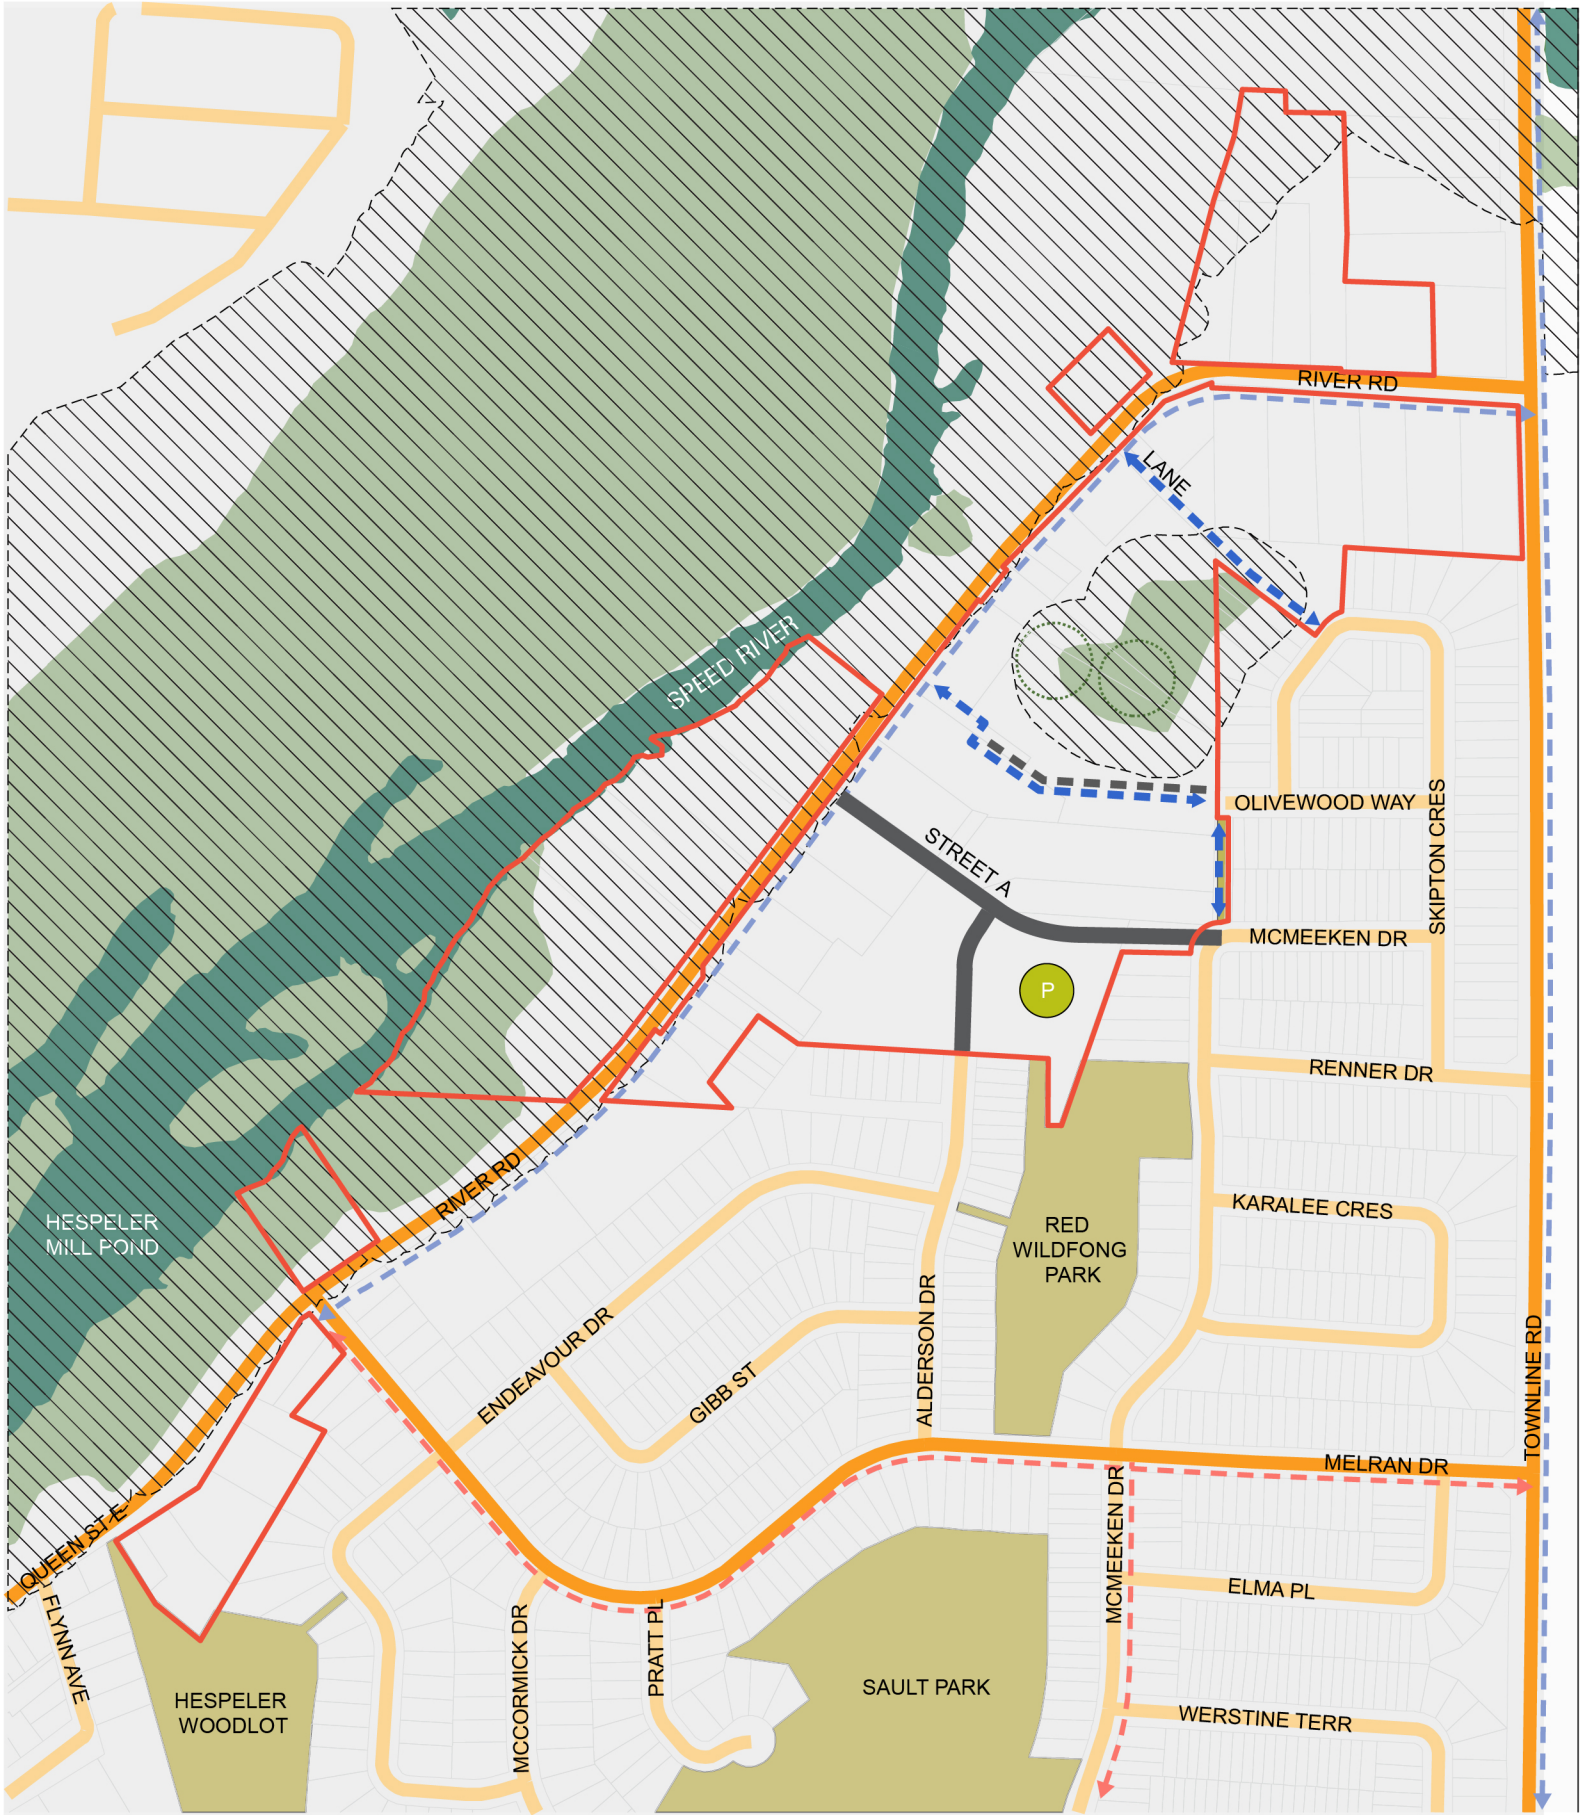 RIVER RD
LANE
SPEED RIVER
OLIVEWOOD WAY
SKIPTON CRES
STREET A
MCMEEKEN DR
P
RENNER DR
RIVER RD
KARALEE CRES
HESPELER
MILL POND
RED
WILDFONG
PARK
ENDEAVOUR DR
GIBB ST
ALDERSON DR
TOWNLINE RD
MELRAN DR
QUEEN ST E
FLYNN AVE
MCMEEKEN DR
ELMA PL
MCCORMICK DR
PRATT PL
SAULT PARK
HESPELER
WOODLOT
WERSTINE TERR